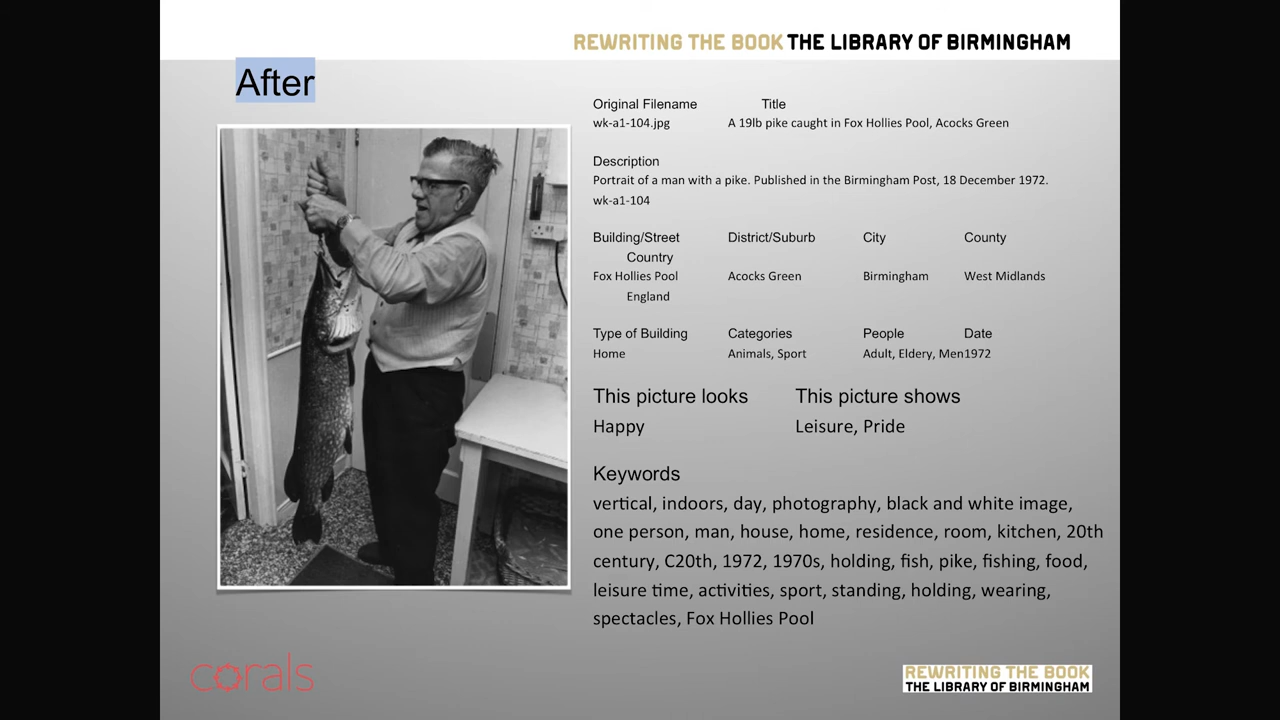 REWRITING THE BOOK THE LIBRARY OF BIRMINGHAM
After
Original Filename Title
wk-a1-104.jpg A 19lb pike caught in Fox Hollies Pool, Acocks Green
Description
Portrait of a man with a pike. Published in the Birmingham Post, 18 December 1972.
wk-a1-104
Building/Street District/Suburb City County
Country
Fox Hollies Pool Acocks Green Birmingham West Midlands
England
Type of Building Categories People Date
Home Animals, Sport Adult, Eldery, Men1972
This picture looks This picture shows
Happy Leisure, Pride
Keywords
vertical, indoors, day, photography, black and white image,
one person, man, house, home, residence, room, kitchen, 20th
century, C20th, 1972, 1970s, holding, fish, pike, fishing, food,
leisure time, activities, sport, standing, holding, wearing,
spectacles, Fox Hollies Pool
corals
REWRITING THE BOOK
THE LIBRARY OF BIRMINGHAM